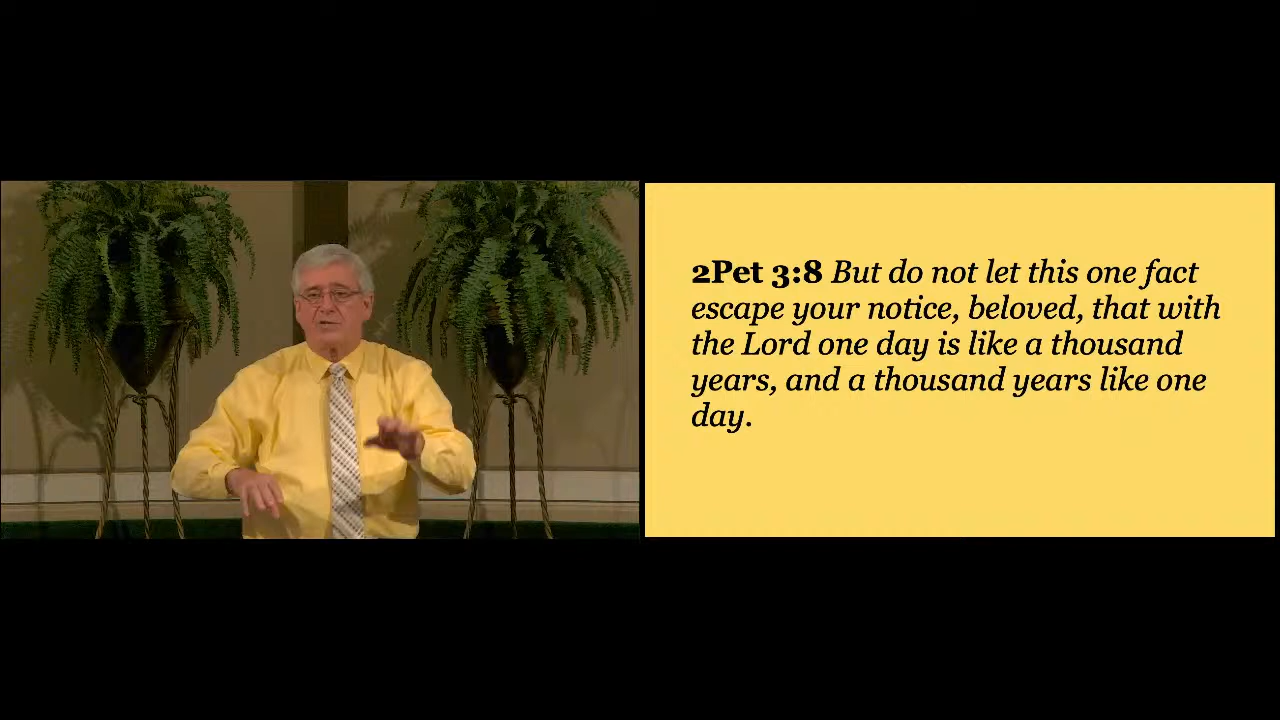 2Pet 3:8 But do not let this one fact
escape your notice, beloved, that with
the Lord one day is like a thousand
years, and a thousand years like one
day.